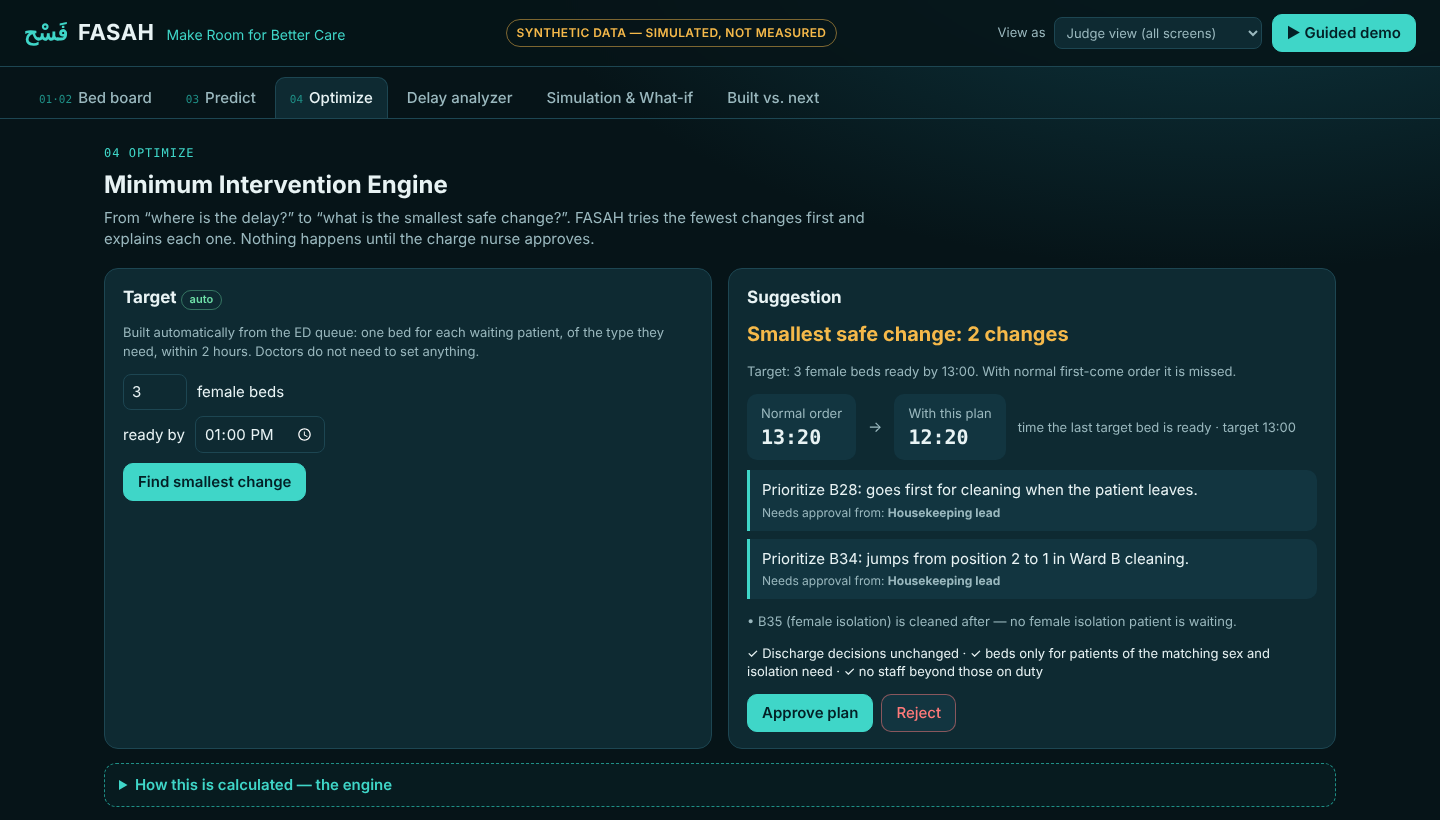 فَسْح FASAH Make Room for Better Care
SYNTHETIC DATA — SIMULATED, NOT MEASURED
View as Judge view (all screens) ▶ Guided demo
01·02 Bed board 03 Predict 04 Optimize Delay analyzer Simulation & What-if Built vs. next
04 OPTIMIZE
Minimum Intervention Engine
From “where is the delay?” to “what is the smallest safe change?”. FASAH tries the fewest changes first and
explains each one. Nothing happens until the charge nurse approves.
Target auto
Built automatically from the ED queue: one bed for each waiting patient, of the type they
need, within 2 hours. Doctors do not need to set anything.
3 female beds
ready by 01:00 PM
Find smallest change
Suggestion
Smallest safe change: 2 changes
Target: 3 female beds ready by 13:00. With normal first-come order it is missed.
Normal order
13:20
→
With this plan
12:20
time the last target bed is ready · target 13:00
Prioritize B28: goes first for cleaning when the patient leaves.
Needs approval from: Housekeeping lead
Prioritize B34: jumps from position 2 to 1 in Ward B cleaning.
Needs approval from: Housekeeping lead
• B35 (female isolation) is cleaned after — no female isolation patient is waiting.
✓ Discharge decisions unchanged · ✓ beds only for patients of the matching sex and
isolation need · ✓ no staff beyond those on duty
Approve plan Reject
▶ How this is calculated — the engine